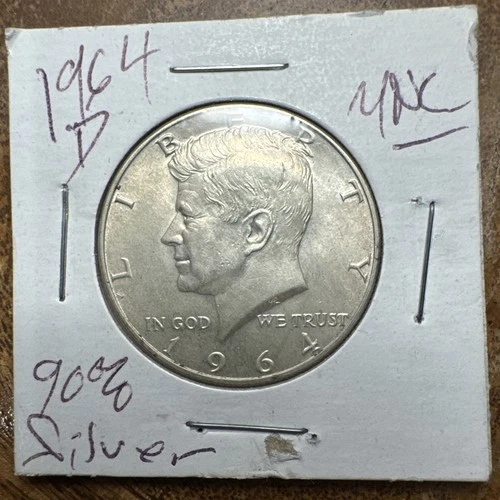 1964
D
UNC
LIBERTY
IN GOD WE TRUST
1964
90%
Silver